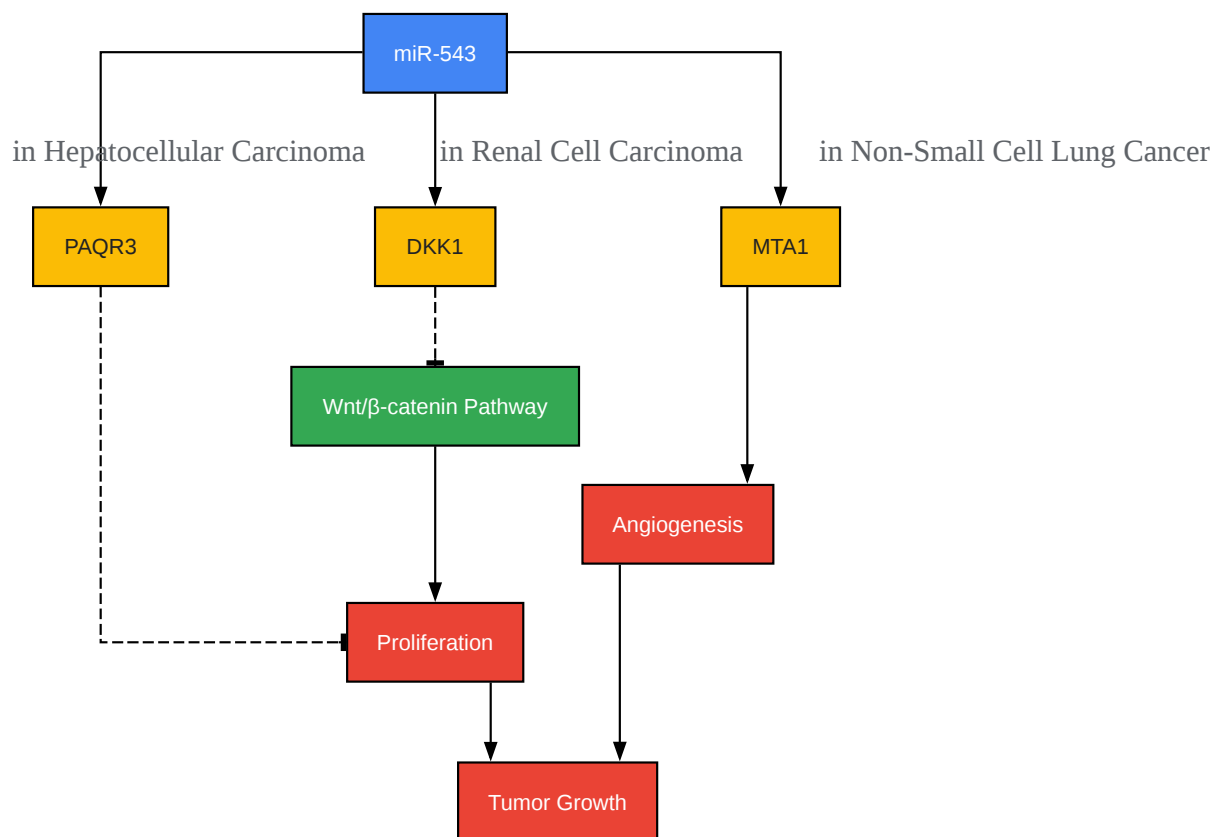 miR-543
in Hepatocellular Carcinoma
in Renal Cell Carcinoma
in Non-Small Cell Lung Cancer
PAQR3
DKK1
MTA1
Wnt/β-catenin Pathway
Angiogenesis
Proliferation
Tumor Growth